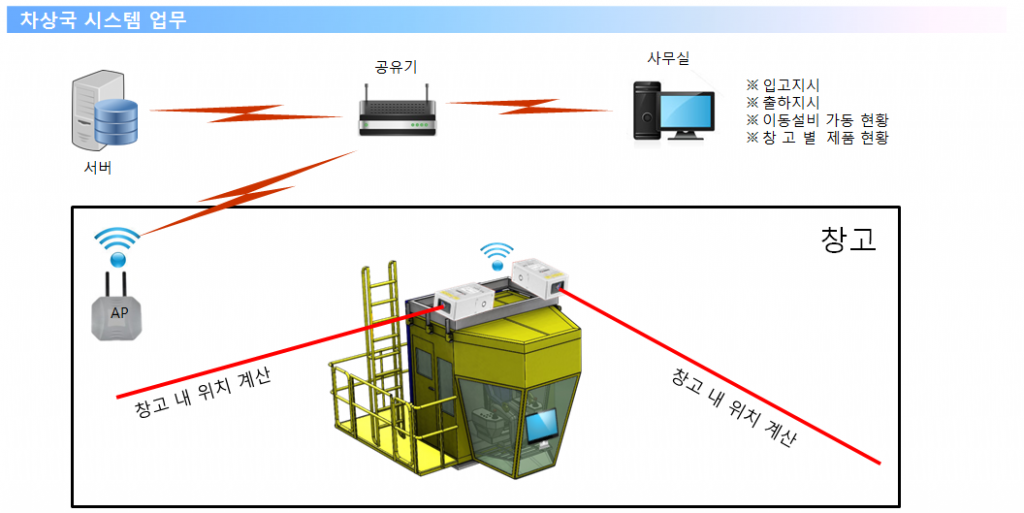 차상국 시스템 업무
공유기
사무실
※ 입고지시
※ 출하지시
※ 이동설비 가동 현황
※ 창 고 별 제품 현황
서버
창고
AP
창고 내 위치 계산
창고 내 위치 계산